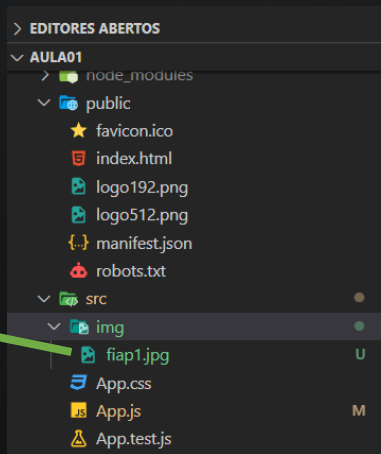 EDITORES ABERTOS
AULA01
node_modules
public
favicon.ico
index.html
logo192.png
logo512.png
manifest.json
robots.txt
src
img
fiap1.jpg U
App.css
App.js M
App.test.js